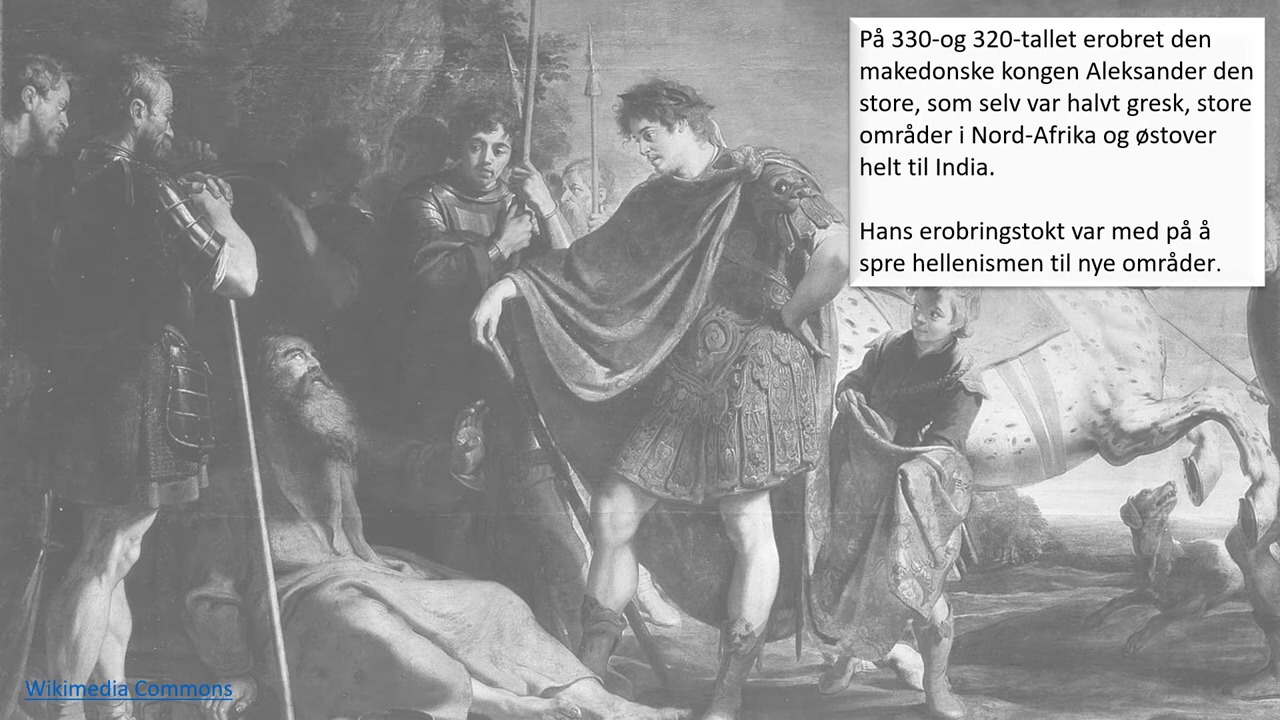 På 330-og 320-tallet erobret den
makedonske kongen Aleksander den
store, som selv var halvt gresk, store
områder i Nord-Afrika og østover
helt til India.
Hans erobringstokt var med på å
spre hellenismen til nye områder.
Wikimedia Commons